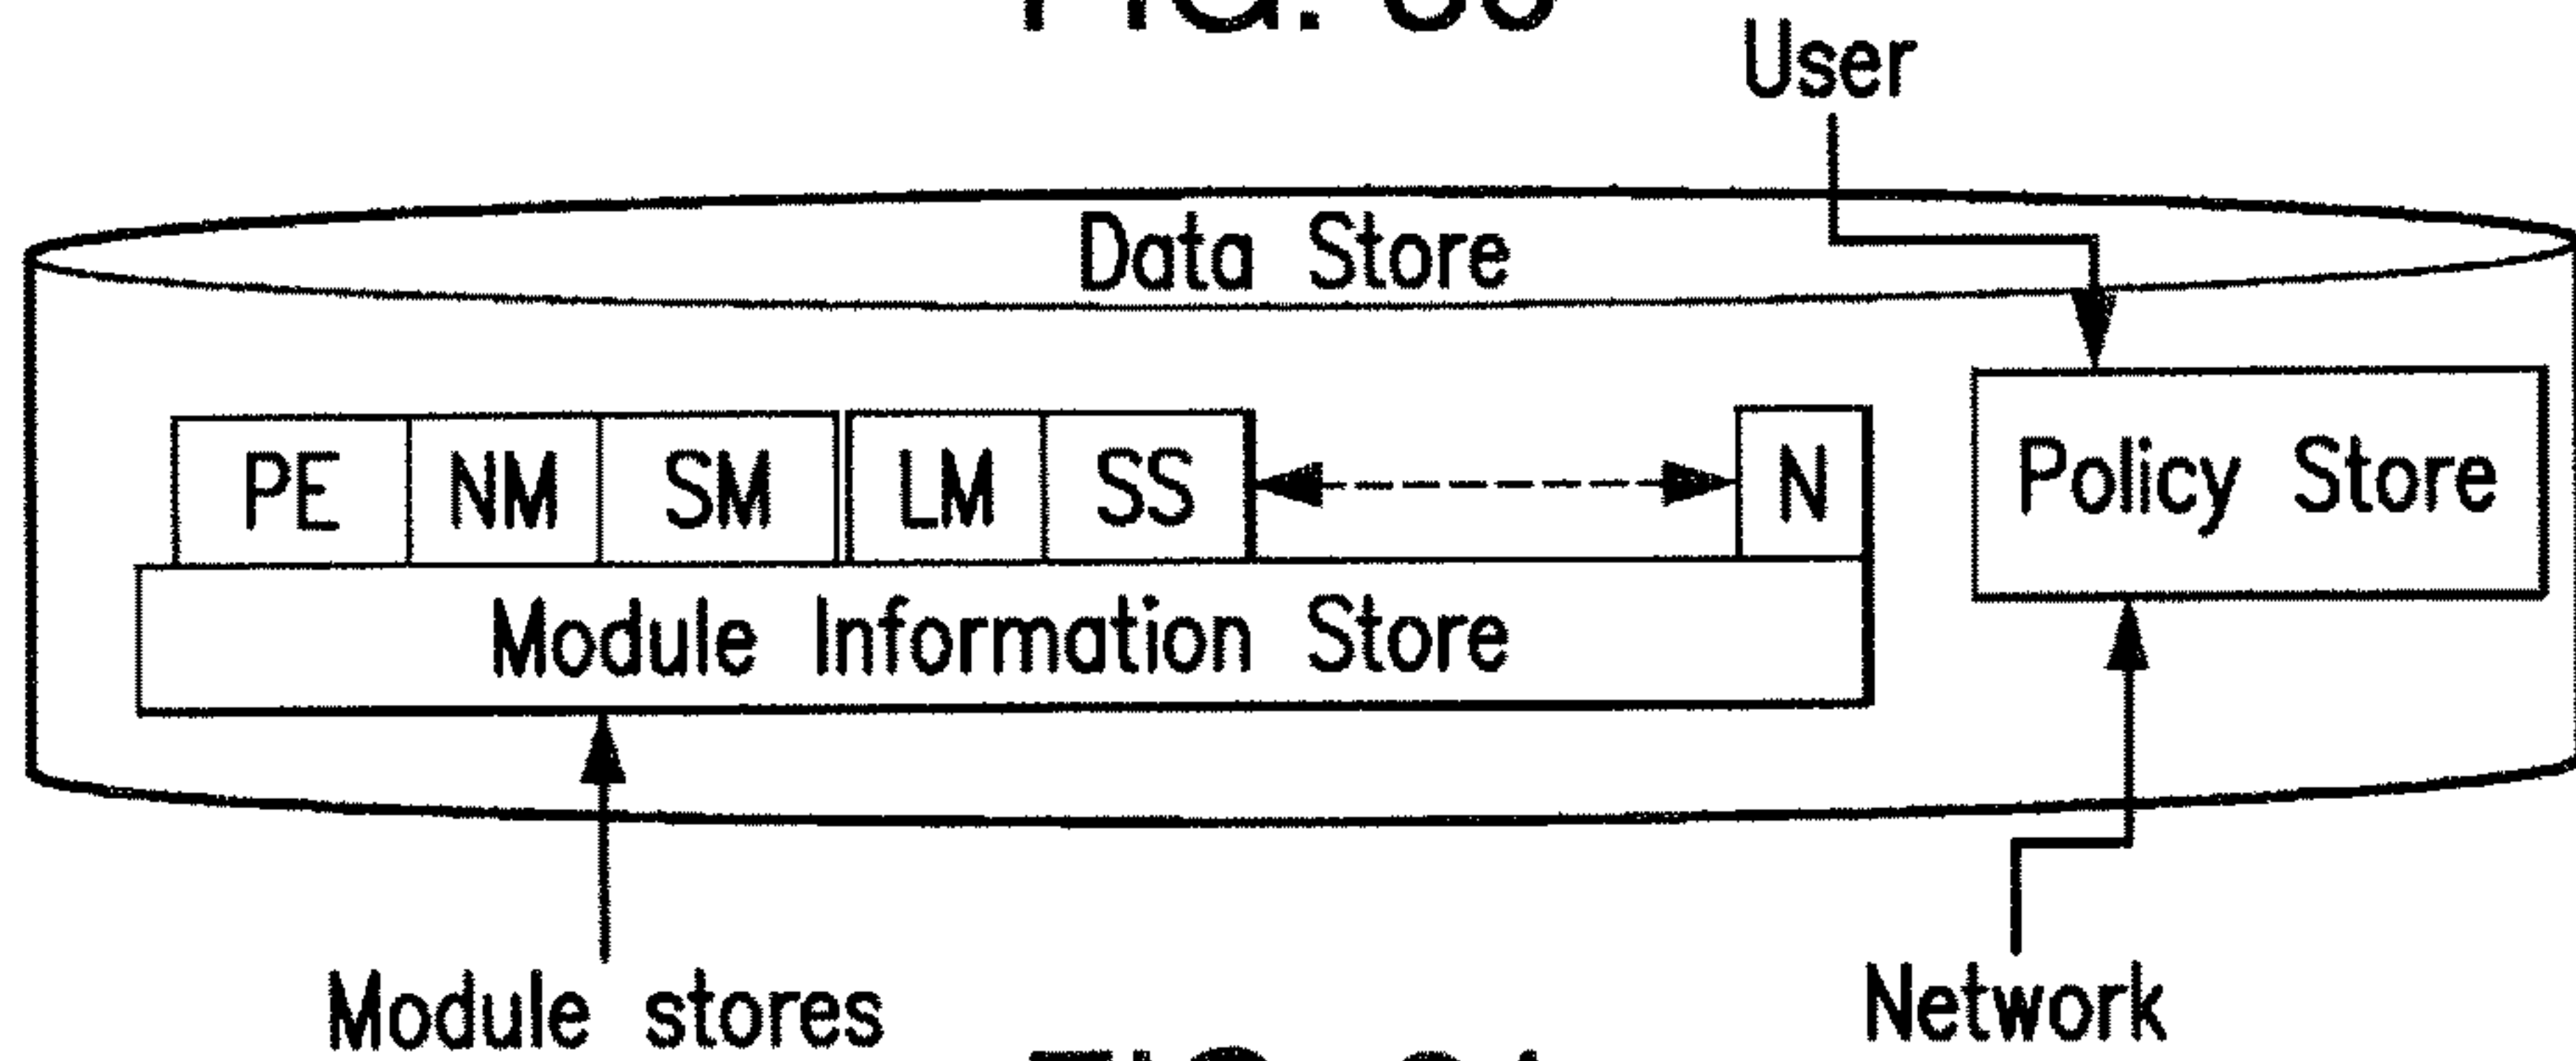 User
Data Store
PE NM SM LM SS N
Policy Store
Module Information Store
Module stores
Network